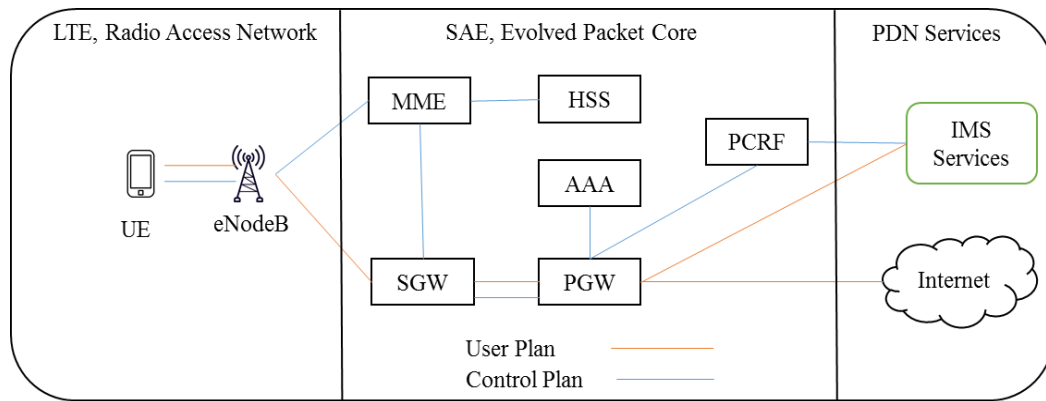 LTE, Radio Access Network
SAE, Evolved Packet Core
PDN Services
MME
HSS
PCRF
IMS
Services
AAA
UE
eNodeB
SGW
PGW
Internet
User Plan
Control Plan